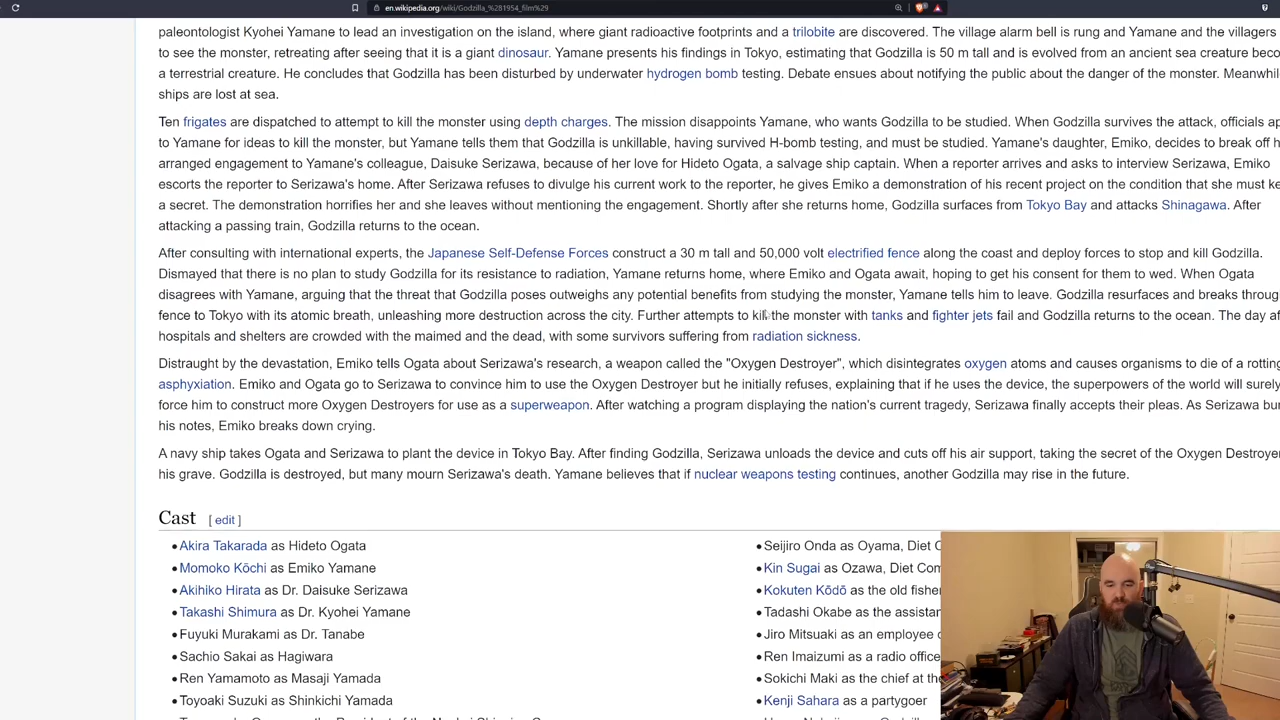 en.wikipedia.org/wiki/Godzilla_%281954_film%29
paleontologist Kyohei Yamane to lead an investigation on the island, where giant radioactive footprints and a trilobite are discovered. The village alarm bell is rung and Yamane and the villagers
to see the monster, retreating after seeing that it is a giant dinosaur. Yamane presents his findings in Tokyo, estimating that Godzilla is 50 m tall and is evolved from an ancient sea creature
a terrestrial creature. He concludes that Godzilla has been disturbed by underwater hydrogen bomb testing. Debate ensues about notifying the public about the danger of the monster.
ships are lost at sea.
Ten frigates are dispatched to attempt to kill the monster using depth charges. The mission disappoints Yamane, who wants Godzilla to be studied. When Godzilla survives the attack, officials
to Yamane for ideas to kill the monster, but Yamane tells them that Godzilla is unkillable, having survived H-bomb testing, and must be studied. Yamane's daughter, Emiko, decides to break off
arranged engagement to Yamane's colleague, Daisuke Serizawa, because of her love for Hideto Ogata, a salvage ship captain. When a reporter arrives and asks to interview Serizawa, Emiko
escorts the reporter to Serizawa's home. After Serizawa refuses to divulge his current work to the reporter, he gives Emiko a demonstration of his recent project on the condition that she must
a secret. The demonstration horrifies her and she leaves without mentioning the engagement. Shortly after she returns home, Godzilla surfaces from Tokyo Bay and attacks Shinagawa. After
attacking a passing train, Godzilla returns to the ocean.
After consulting with international experts, the Japanese Self-Defense Forces construct a 30 m tall and 50,000 volt electrified fence along the coast and deploy forces to stop and kill Godzilla.
Dismayed that there is no plan to study Godzilla for its resistance to radiation, Yamane returns home, where Emiko and Ogata await, hoping to get his consent for them to wed. When Ogata
disagrees with Yamane, arguing that the threat that Godzilla poses outweighs any potential benefits from studying the monster, Yamane tells him to leave. Godzilla resurfaces and breaks
fence to Tokyo with its atomic breath, unleashing more destruction across the city. Further attempts to kill the monster with tanks and fighter jets fail and Godzilla returns to the ocean. The day
hospitals and shelters are crowded with the maimed and the dead, with some survivors suffering from radiation sickness.
Distraught by the devastation, Emiko tells Ogata about Serizawa's research, a weapon called the "Oxygen Destroyer", which disintegrates oxygen atoms and causes organisms to die of a rotting
asphyxiation. Emiko and Ogata go to Serizawa to convince him to use the Oxygen Destroyer but he initially refuses, explaining that if he uses the device, the superpowers of the world will surely
force him to construct more Oxygen Destroyers for use as a superweapon. After watching a program displaying the nation's current tragedy, Serizawa finally accepts their pleas. As Serizawa
his notes, Emiko breaks down crying.
A navy ship takes Ogata and Serizawa to plant the device in Tokyo Bay. After finding Godzilla, Serizawa unloads the device and cuts off his air support, taking the secret of the Oxygen
his grave. Godzilla is destroyed, but many mourn Serizawa's death. Yamane believes that if nuclear weapons testing continues, another Godzilla may rise in the future.
Cast [ edit ]
• Akira Takarada as Hideto Ogata
• Momoko Kōchi as Emiko Yamane
• Akihiko Hirata as Dr. Daisuke Serizawa
• Takashi Shimura as Dr. Kyohei Yamane
• Fuyuki Murakami as Dr. Tanabe
• Sachio Sakai as Hagiwara
• Ren Yamamoto as Masaji Yamada
• Toyoaki Suzuki as Shinkichi Yamada
• Seijiro Onda as Oyama, Diet
• Kin Sugai as Ozawa, Diet
• Kokuten Kōdō as the old
• Tadashi Okabe as the
• Jiro Mitsuaki as an employee
• Ren Imaizumi as a radio
• Sokichi Maki as the chief at
• Kenji Sahara as a partygoer